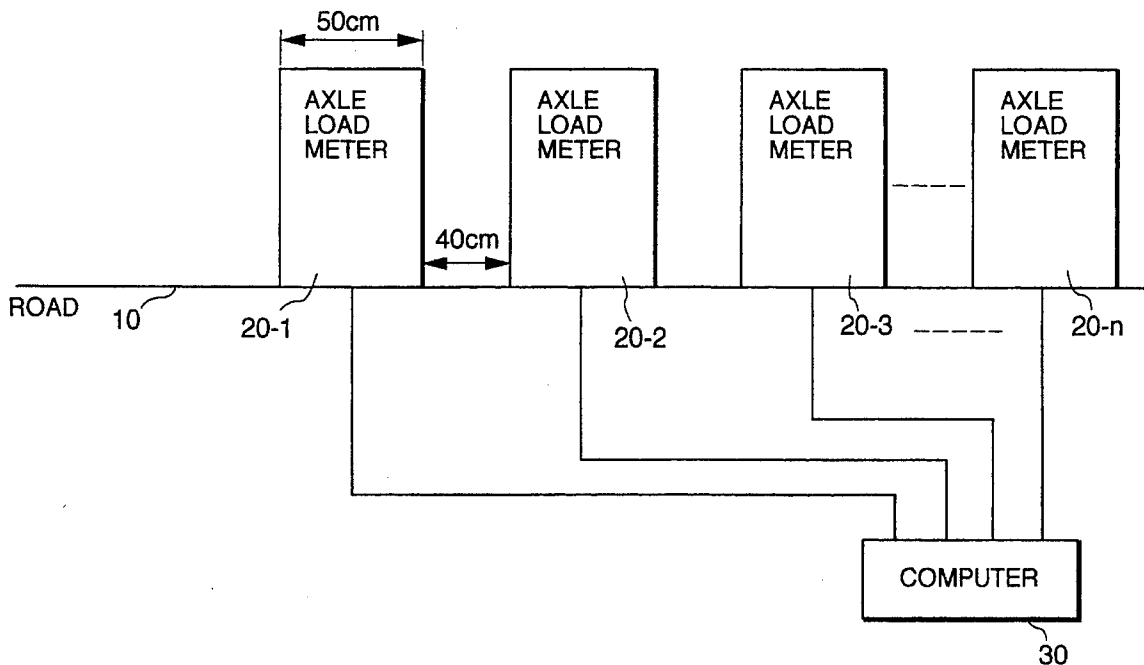 50cm
AXLE
LOAD
METER
AXLE
LOAD
METER
AXLE
LOAD
METER
AXLE
LOAD
METER
40cm
ROAD
10
20-1
20-2
20-3
20-n
COMPUTER
30